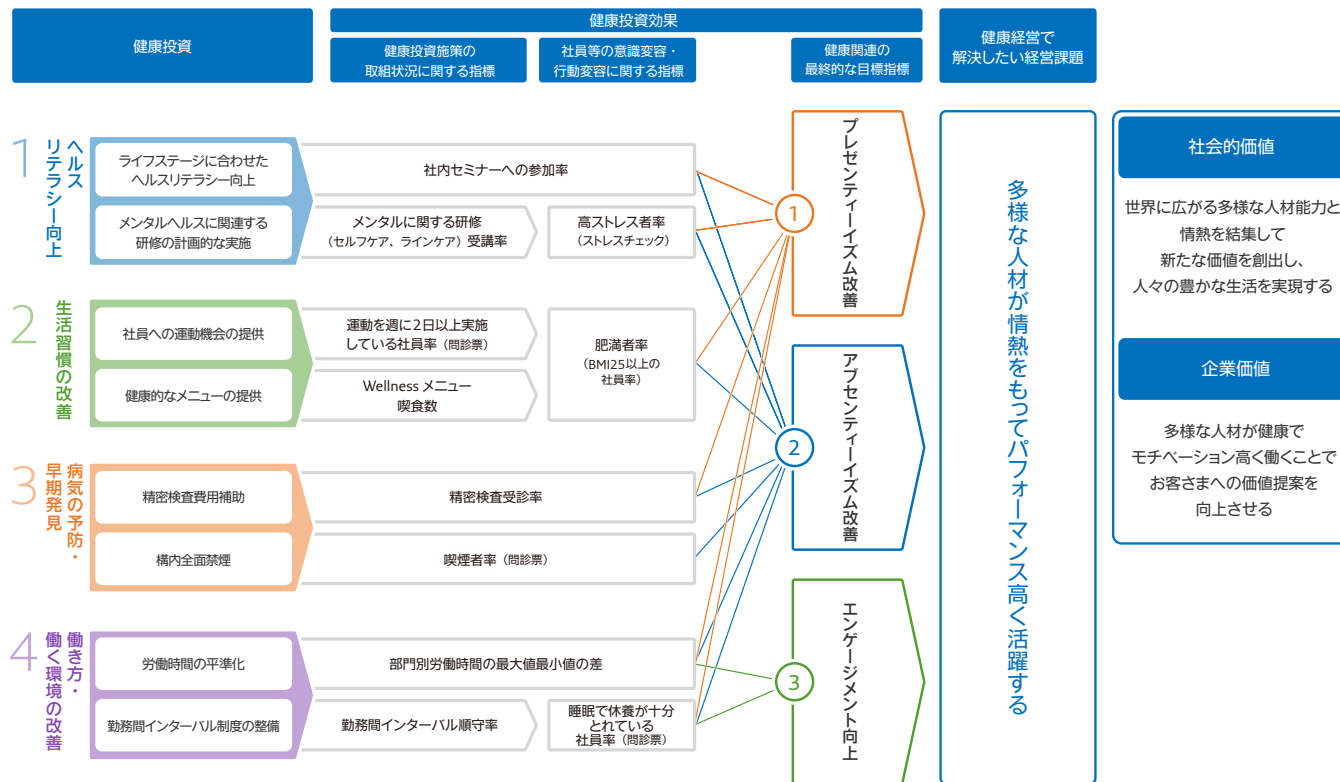 健康投資
健康投資効果
健康投資施策の
取組状況に関する指標
社員等の意識変容・
行動変容に関する指標
健康関連の
最終的な目標指標
健康経営で
解決したい経営課題
1
ヘルス
リテラシー向上
ライフステージに合わせた
ヘルスリテラシー向上
社内セミナーへの参加率
メンタルヘルスに関連する
研修の計画的な実施
メンタルに関する研修
（セルフケア、ラインケア）受講率
高ストレス者率
（ストレスチェック）
2
生活習慣の改善
社員への運動機会の提供
運動を週に2日以上実施
している社員率（問診票）
健康的なメニューの提供
Wellness メニュー
喫食数
肥満者率
（BMI25以上の
社員率）
3
病気の予防・
早期発見
精密検査費用補助
精密検査受診率
構内全面禁煙
喫煙者率（問診票）
4
働き方・
働く環境の改善
労働時間の平準化
部門別労働時間の最大値最小値の差
勤務間インターバル制度の整備
勤務間インターバル順守率
睡眠で休養が十分
とれている
社員率（問診票）
1
プレゼンティーイズム改善
2
アブセンティーイズム改善
3
エンゲージメント向上
多様な人材が情熱をもってパフォーマンス高く活躍する
社会的価値
世界に広がる多様な人材能力と
情熱を結集して
新たな価値を創出し、
人々の豊かな生活を実現する
企業価値
多様な人材が健康で
モチベーション高く働くことで
お客さまへの価値提案を
向上させる